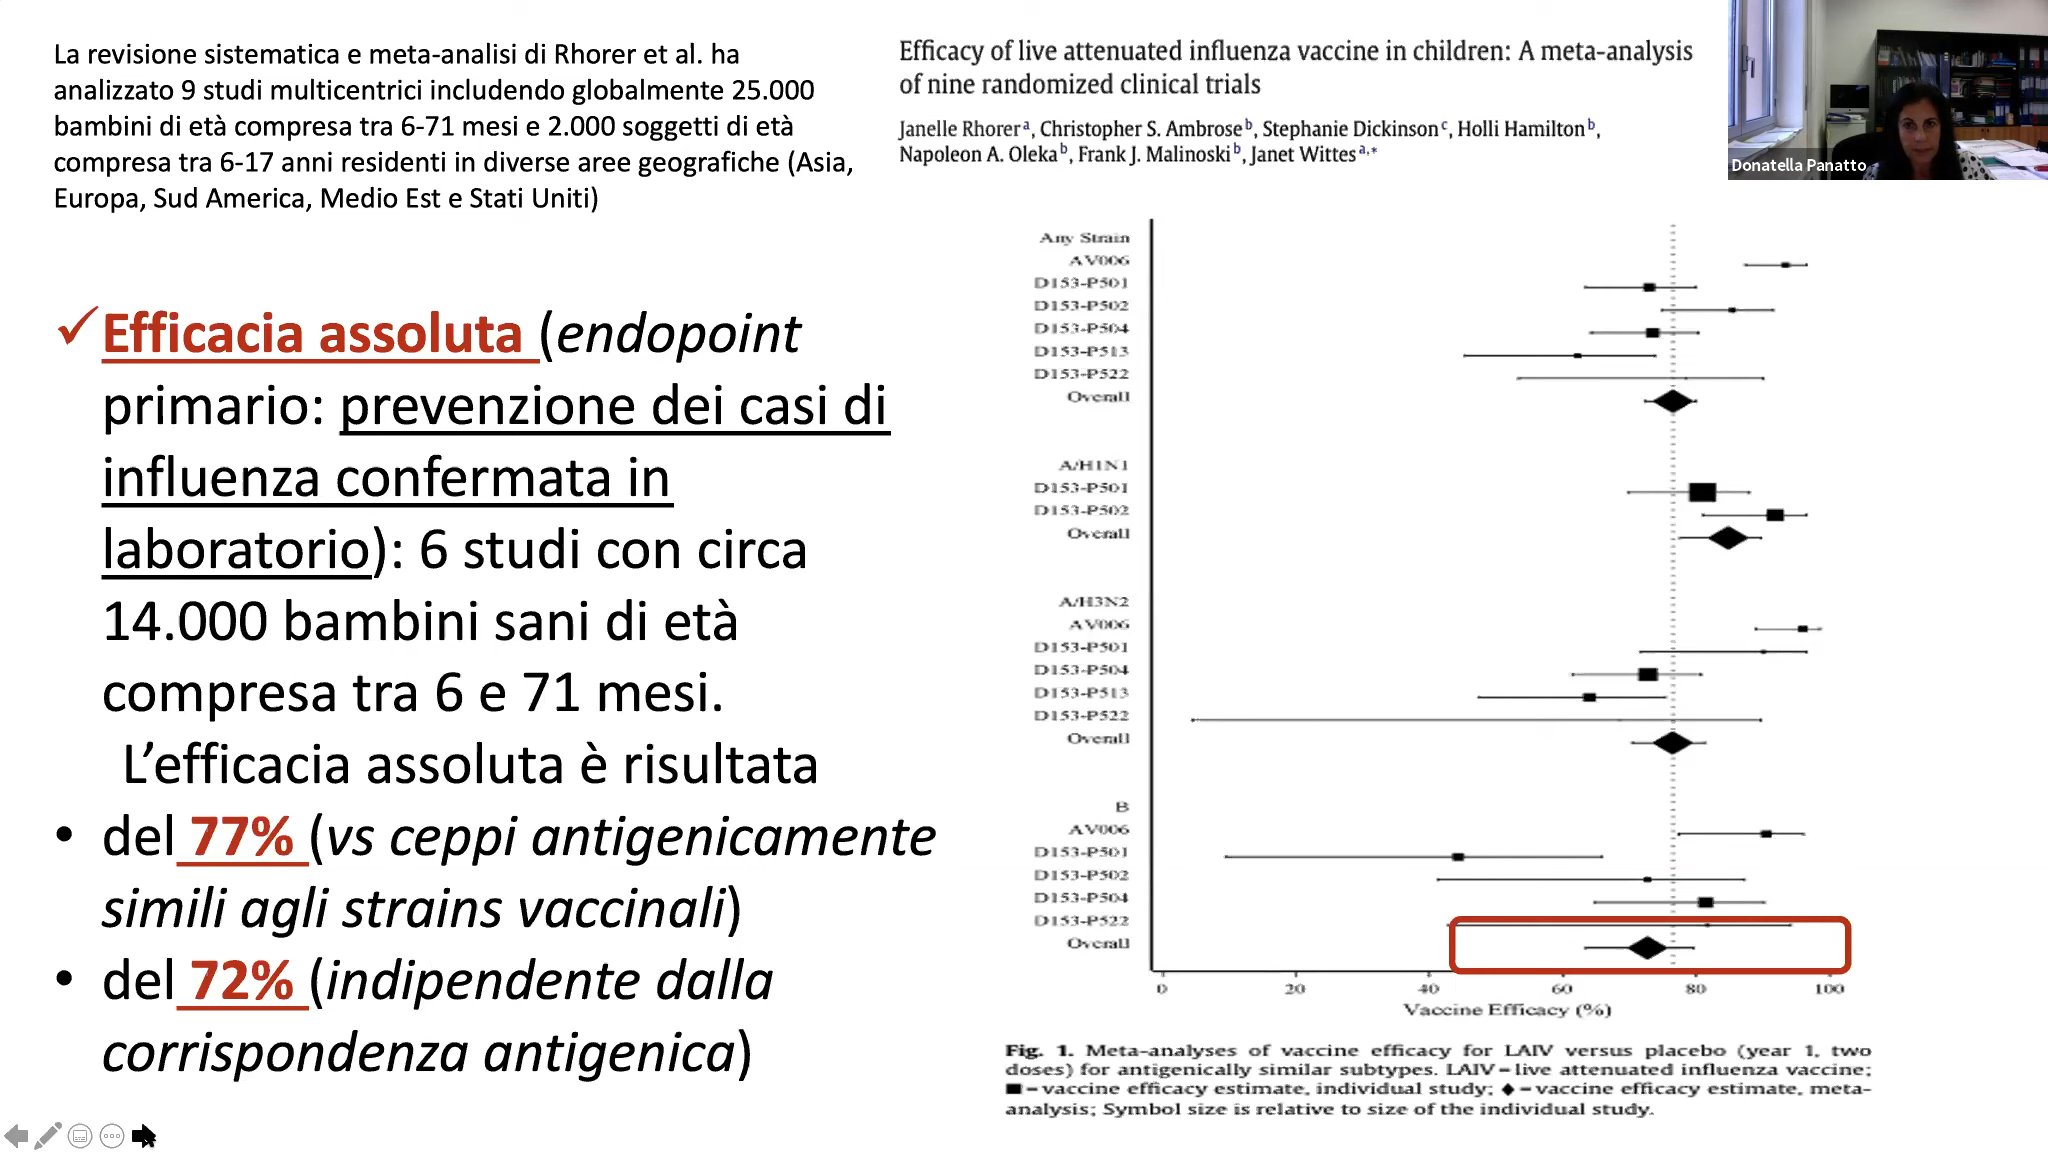 La revisione sistematica e meta-analisi di Rhorer et al. ha
analizzato 9 studi multicentrici includendo globalmente 25.000
bambini di età compresa tra 6-71 mesi e 2.000 soggetti di età
compresa tra 6-17 anni residenti in diverse aree geografiche (Asia,
Europa, Sud America, Medio Est e Stati Uniti)
✓Efficacia assoluta (endopoint
primario: prevenzione dei casi di
influenza confermata in
laboratorio): 6 studi con circa
14.000 bambini sani di età
compresa tra 6 e 71 mesi.
L’efficacia assoluta è risultata
• del 77% (vs ceppi antigenicamente
simili agli strains vaccinali)
• del 72% (indipendente dalla
corrispondenza antigenica)
Efficacy of live attenuated influenza vaccine in children: A meta-analysis
of nine randomized clinical trials
Janelle Rhorer a, Christopher S. Ambrose b, Stephanie Dickinson c, Holli Hamilton b,
Napoleon A. Oleka b, Frank J. Malinoski b, Janet Wittes a,*
Donatella Panatto
Any Strain
AV006
D153-P501
D153-P502
D153-P504
D153-P513
D153-P522
Overall
A/H1N1
D153-P501
D153-P502
Overall
A/H3N2
AV006
D153-P501
D153-P504
D153-P513
D153-P522
Overall
B
AV006
D153-P501
D153-P502
D153-P504
D153-P522
Overall
0 20 40 60 80 100
Vaccine Efficacy (%)
Fig. 1. Meta-analyses of vaccine efficacy for LAIV versus placebo (year 1, two
doses) for antigenically similar subtypes. LAIV = live attenuated influenza vaccine;
■ = vaccine efficacy estimate, individual study; ◆ = vaccine efficacy estimate, meta-
analysis; Symbol size is relative to size of the individual study.